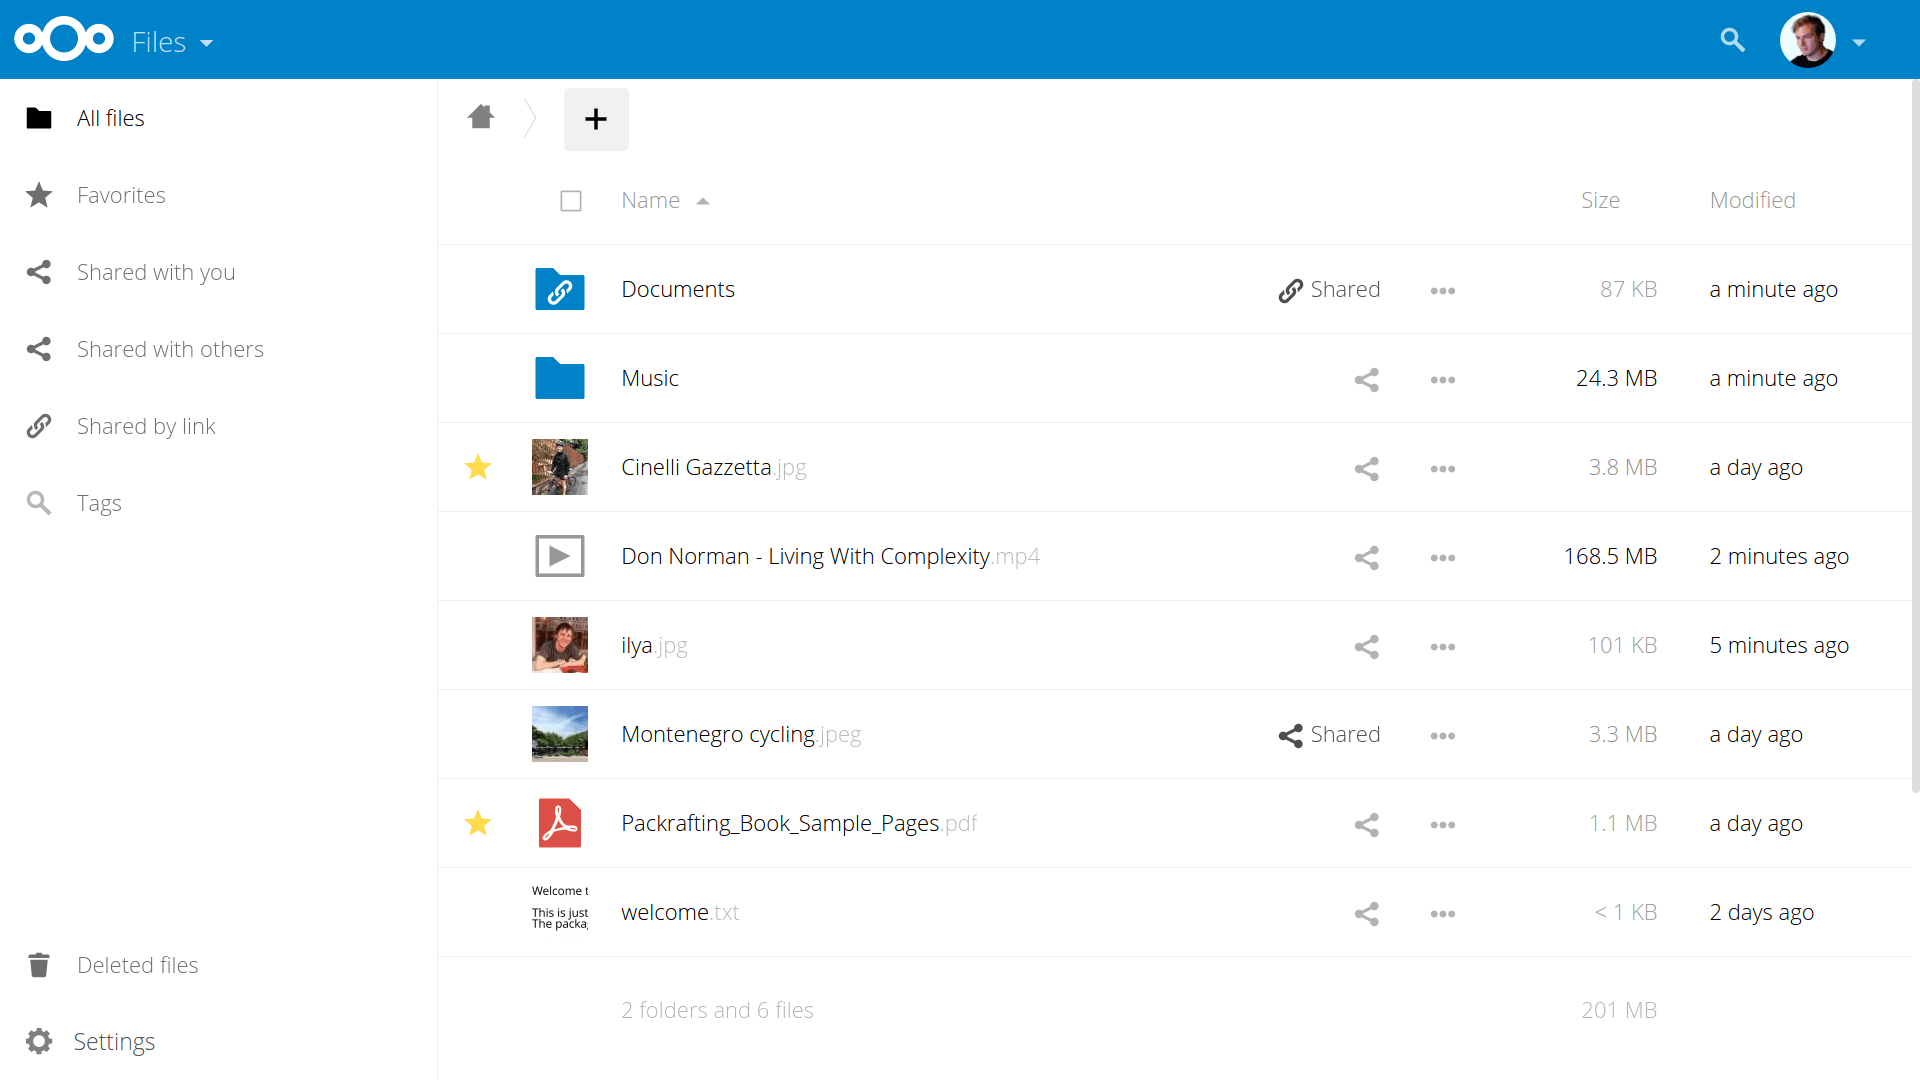 Files
All files
Favorites
Shared with you
Shared with others
Shared by link
Tags
Deleted files
Settings
Name Size Modified
Documents Shared 87 KB a minute ago
Music 24.3 MB a minute ago
Cinelli Gazzetta.jpg 3.8 MB a day ago
Don Norman - Living With Complexity.mp4 168.5 MB 2 minutes ago
ilya.jpg 101 KB 5 minutes ago
Montenegro cycling.jpeg Shared 3.3 MB a day ago
Packrafting_Book_Sample_Pages.pdf 1.1 MB a day ago
Welcome t
This is just
The packa
welcome.txt < 1 KB 2 days ago
2 folders and 6 files 201 MB